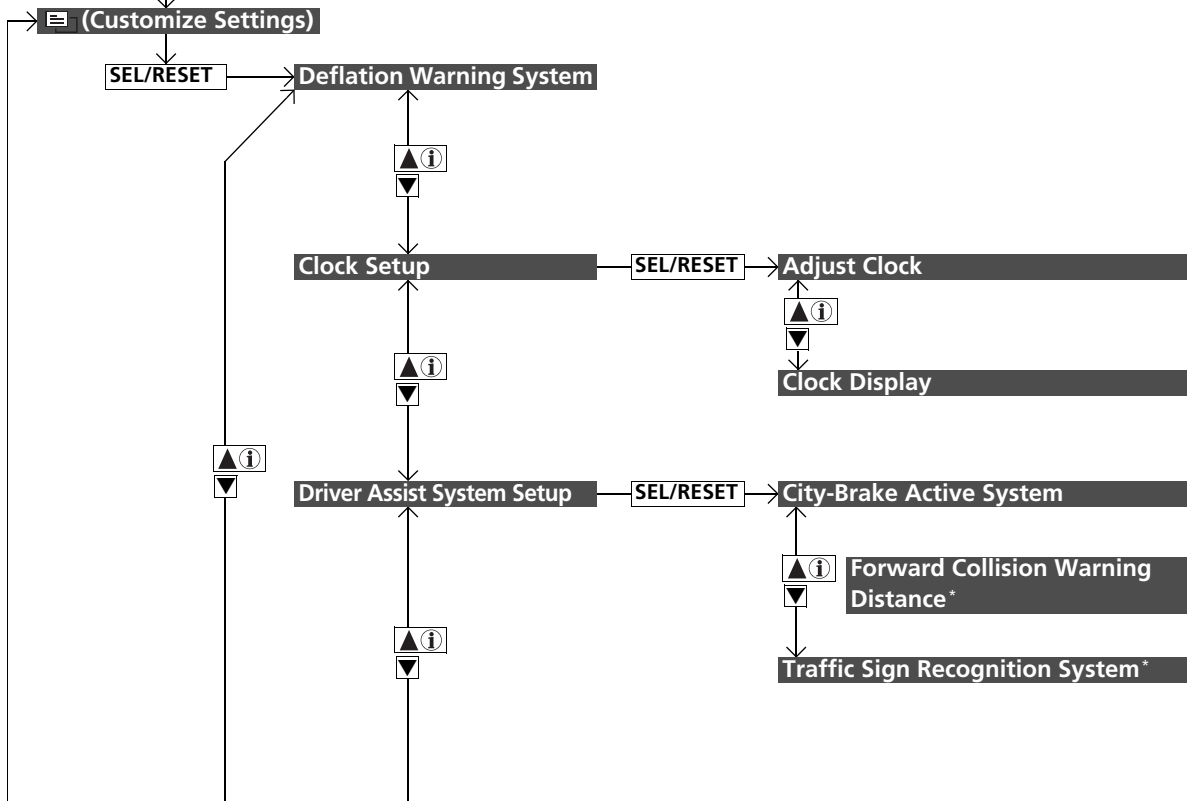 (Customize Settings)
SEL/RESET
Deflation Warning System
▲ⓘ
▼
Clock Setup
SEL/RESET
Adjust Clock
▲ⓘ
▼
Clock Display
▲ⓘ
▼
▲ⓘ
▼
Driver Assist System Setup
SEL/RESET
City-Brake Active System
▲ⓘ
▼
Forward Collision Warning
Distance*
Traffic Sign Recognition System*
▲ⓘ
▼